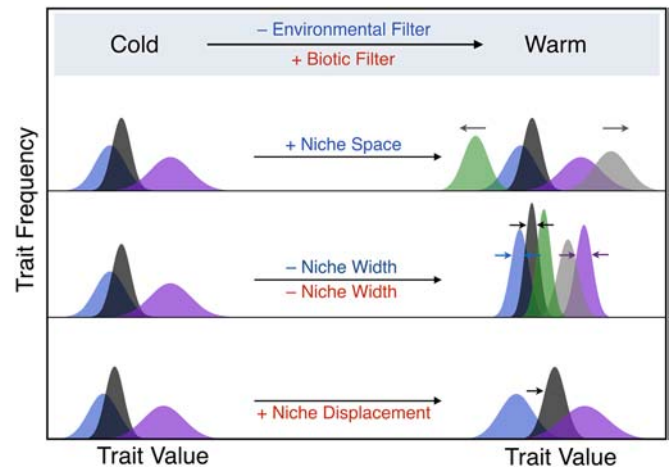 Cold
− Environmental Filter
+ Biotic Filter
Warm
Trait Frequency
+ Niche Space
− Niche Width
− Niche Width
+ Niche Displacement
Trait Value
Trait Value